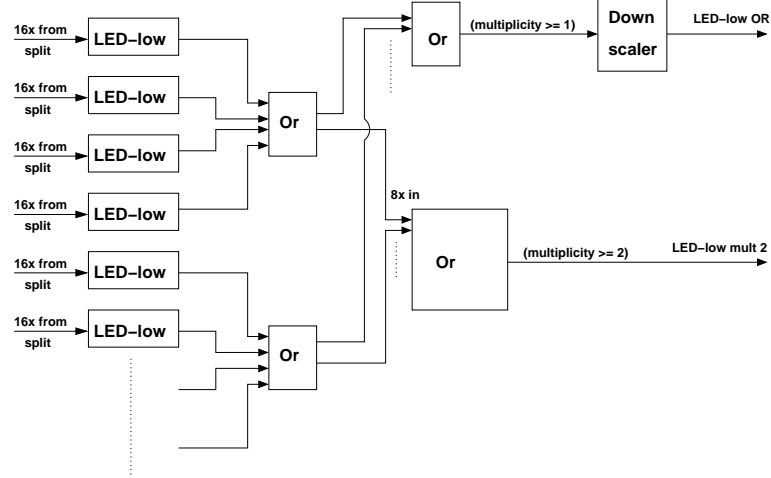 Down
scaler
LED-low OR
Or
(multiplicity >= 1)
16x from
split
LED-low
16x from
split
LED-low
Or
16x from
split
LED-low
16x from
split
LED-low
8x in
16x from
split
LED-low
Or
(multiplicity >= 2)
LED-low mult 2
16x from
split
LED-low
Or